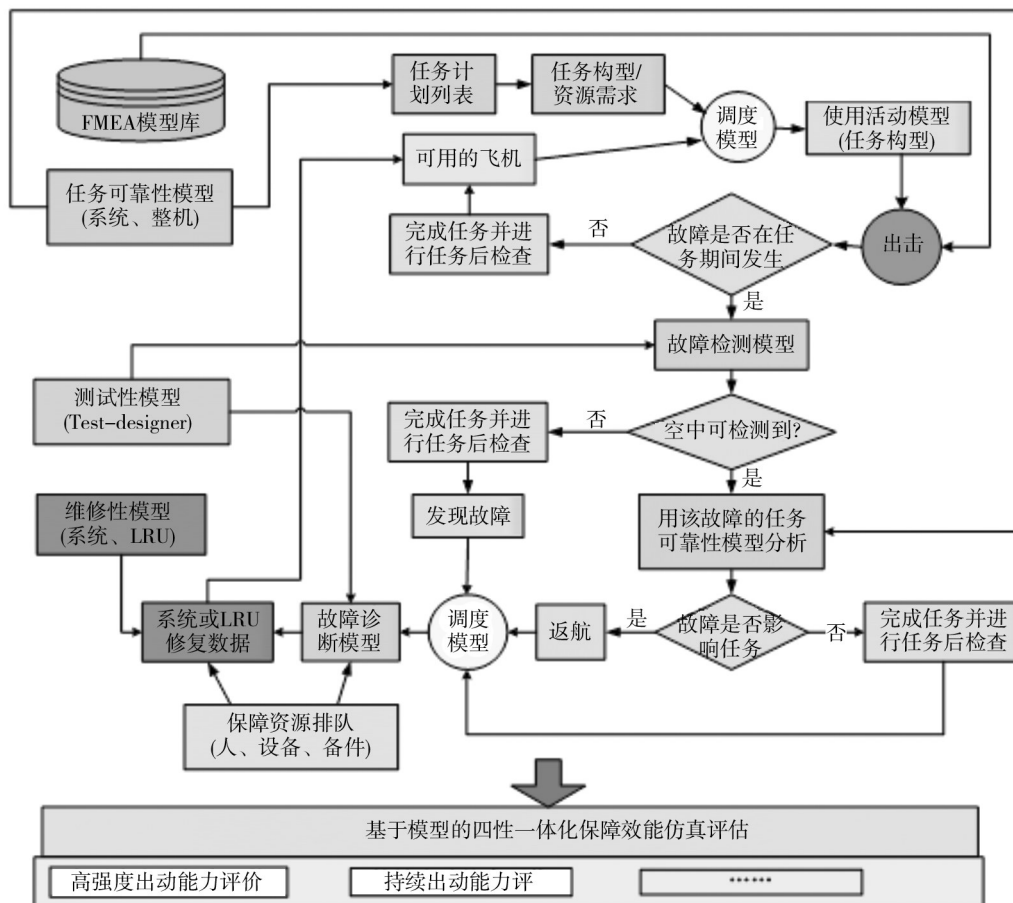 FMEA模型库
任务计
划列表
任务构型/
资源需求
调度
模型
使用活动模型
(任务构型)
可用的飞机
任务可靠性模型
(系统、整机)
完成任务并进
行任务后检查
否
故障是否在任
务期间发生
出击
是
故障检测模型
测试性模型
(Test-designer)
完成任务并进
行任务后检查
否
空中可检测到?
是
维修性模型
(系统、LRU)
发现故障
用该故障的任务
可靠性模型分析
系统或LRU
修复数据
故障诊
断模型
调度
模型
返航
是
故障是否影
响任务
否
完成任务并进
行任务后检查
保障资源排队
(人、设备、备件)
基于模型的四性一体化保障效能仿真评估
高强度出动能力评价
持续出动能力评
······